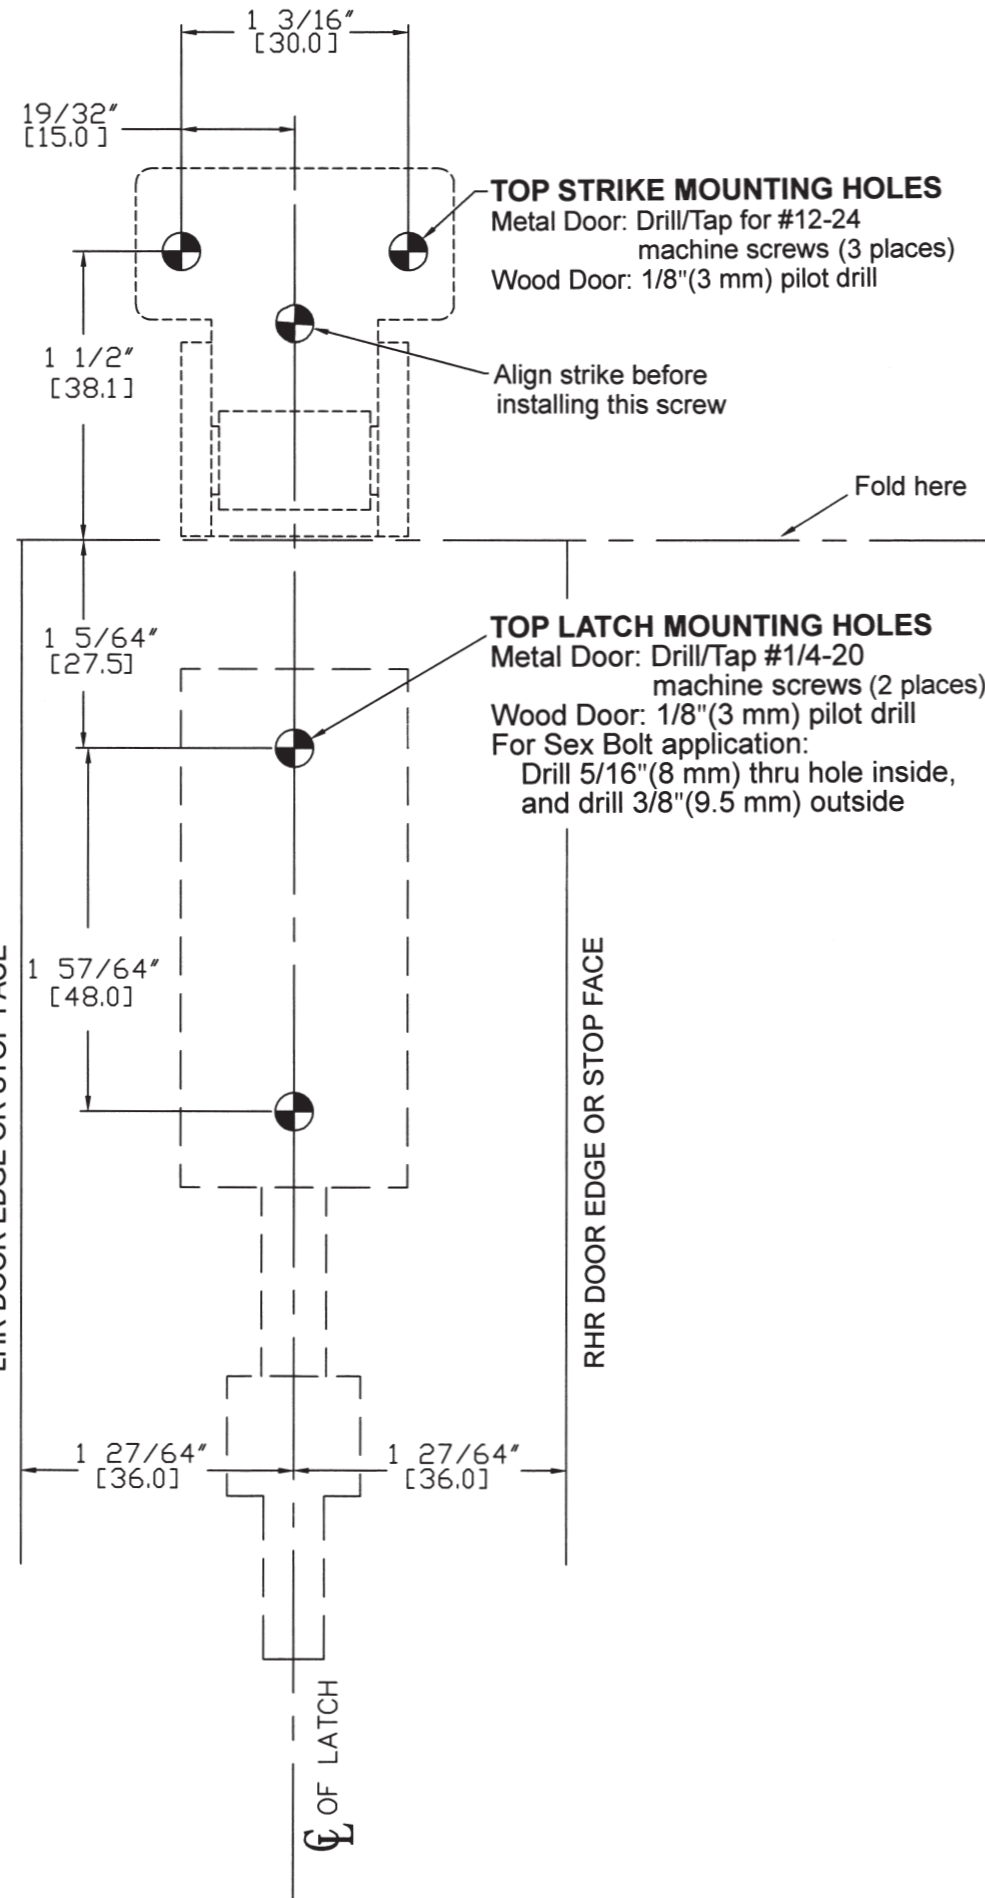 1 3/16"
[30.0]
19/32"
[15.0]
TOP STRIKE MOUNTING HOLES
Metal Door: Drill/Tap for #12-24
machine screws (3 places)
Wood Door: 1/8"(3 mm) pilot drill
1 1/2"
[38.1]
Align strike before
installing this screw
Fold here
1 5/64"
[27.5]
TOP LATCH MOUNTING HOLES
Metal Door: Drill/Tap #1/4-20
machine screws (2 places)
Wood Door: 1/8"(3 mm) pilot drill
For Sex Bolt application:
Drill 5/16"(8 mm) thru hole inside,
and drill 3/8"(9.5 mm) outside
1 57/64"
[48.0]
LHR DOOR EDGE OR STOP FACE
RHR DOOR EDGE OR STOP FACE
1 27/64"
[36.0]
1 27/64"
[36.0]
℄ OF LATCH